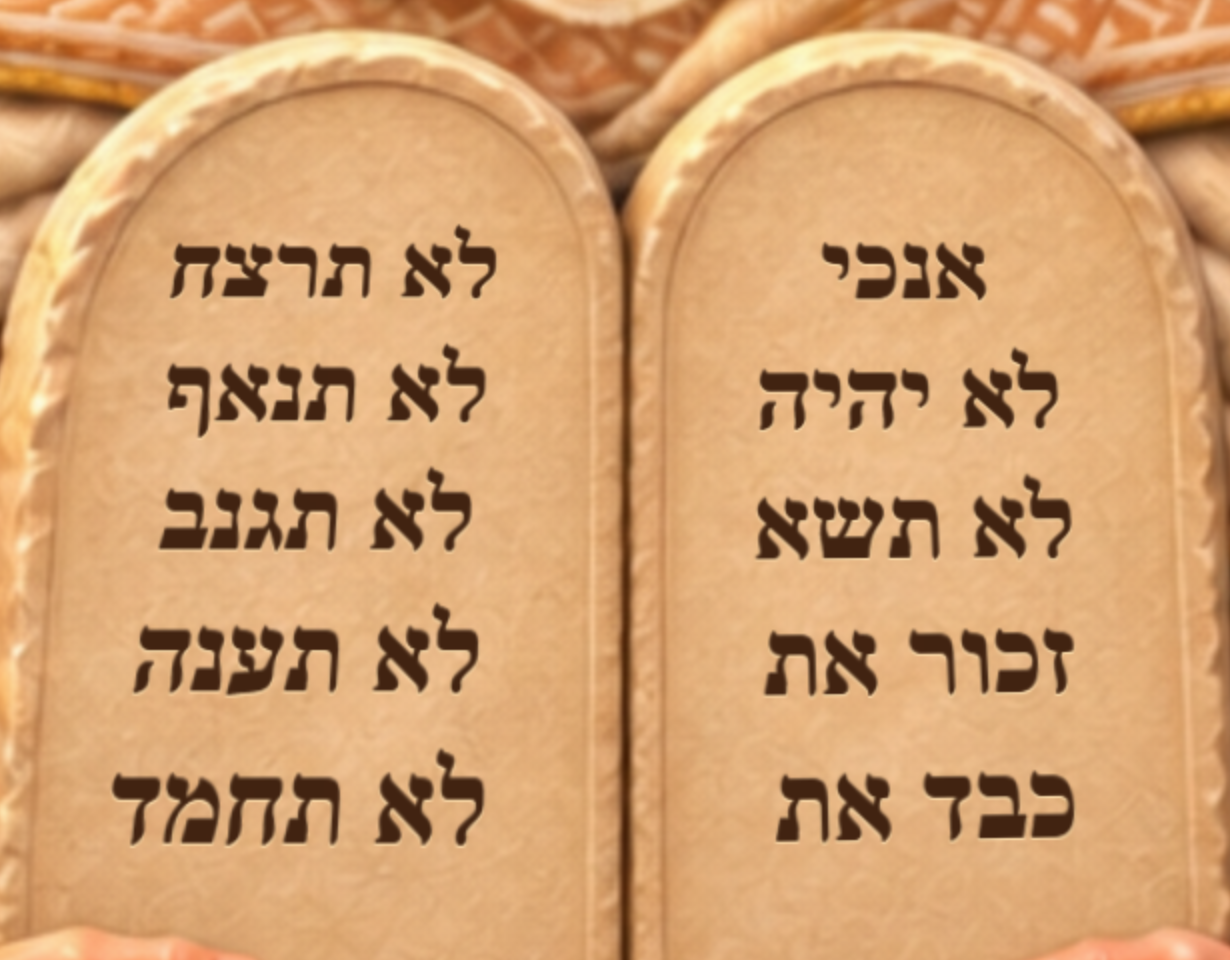 אנכי
לא יהיה
לא תשא
זכור את
כבד את
לא תרצח
לא תנאף
לא תגנב
לא תענה
לא תחמד